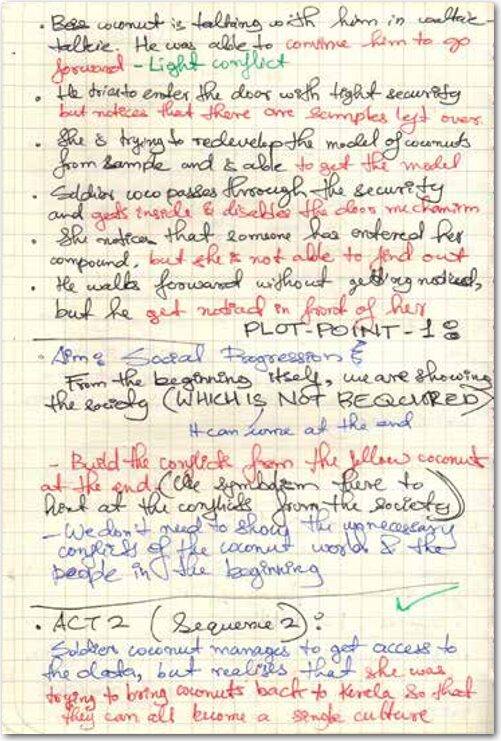 • Boss coconut is talking with him in walkie-
talkie. He was able to convince him to go
forward - Light conflict
• He tries to enter the door with tight security
but notices that there are samples left over.
• She is trying to redevelop the model of coconuts
from sample and is able to get the model
• Soldier coco passes through the security
and gets inside & disables the door mechanism
• She notices that someone has entered her
compound, but she is not able to find out
• He walks forward without getting noticed,
but he get noticed in front of her
PLOT-POINT-1:
• Aim: Social Progression:
From the beginning itself, we are showing
the society (WHICH IS NOT REQUIRED)
It can come at the end
- Build the conflicts from the fellow coconut
at the end (Use symbolism there to
hint at the conflicts from the society)
- We don't need to show the unnecessary
conflicts of the coconut world & the
people in the beginning
• ACT 2 (Sequence 2):
Soldier coconut manages to get access to
the data, but realises that she was
trying to bring coconuts back to Kerela so that
they can all become a single culture